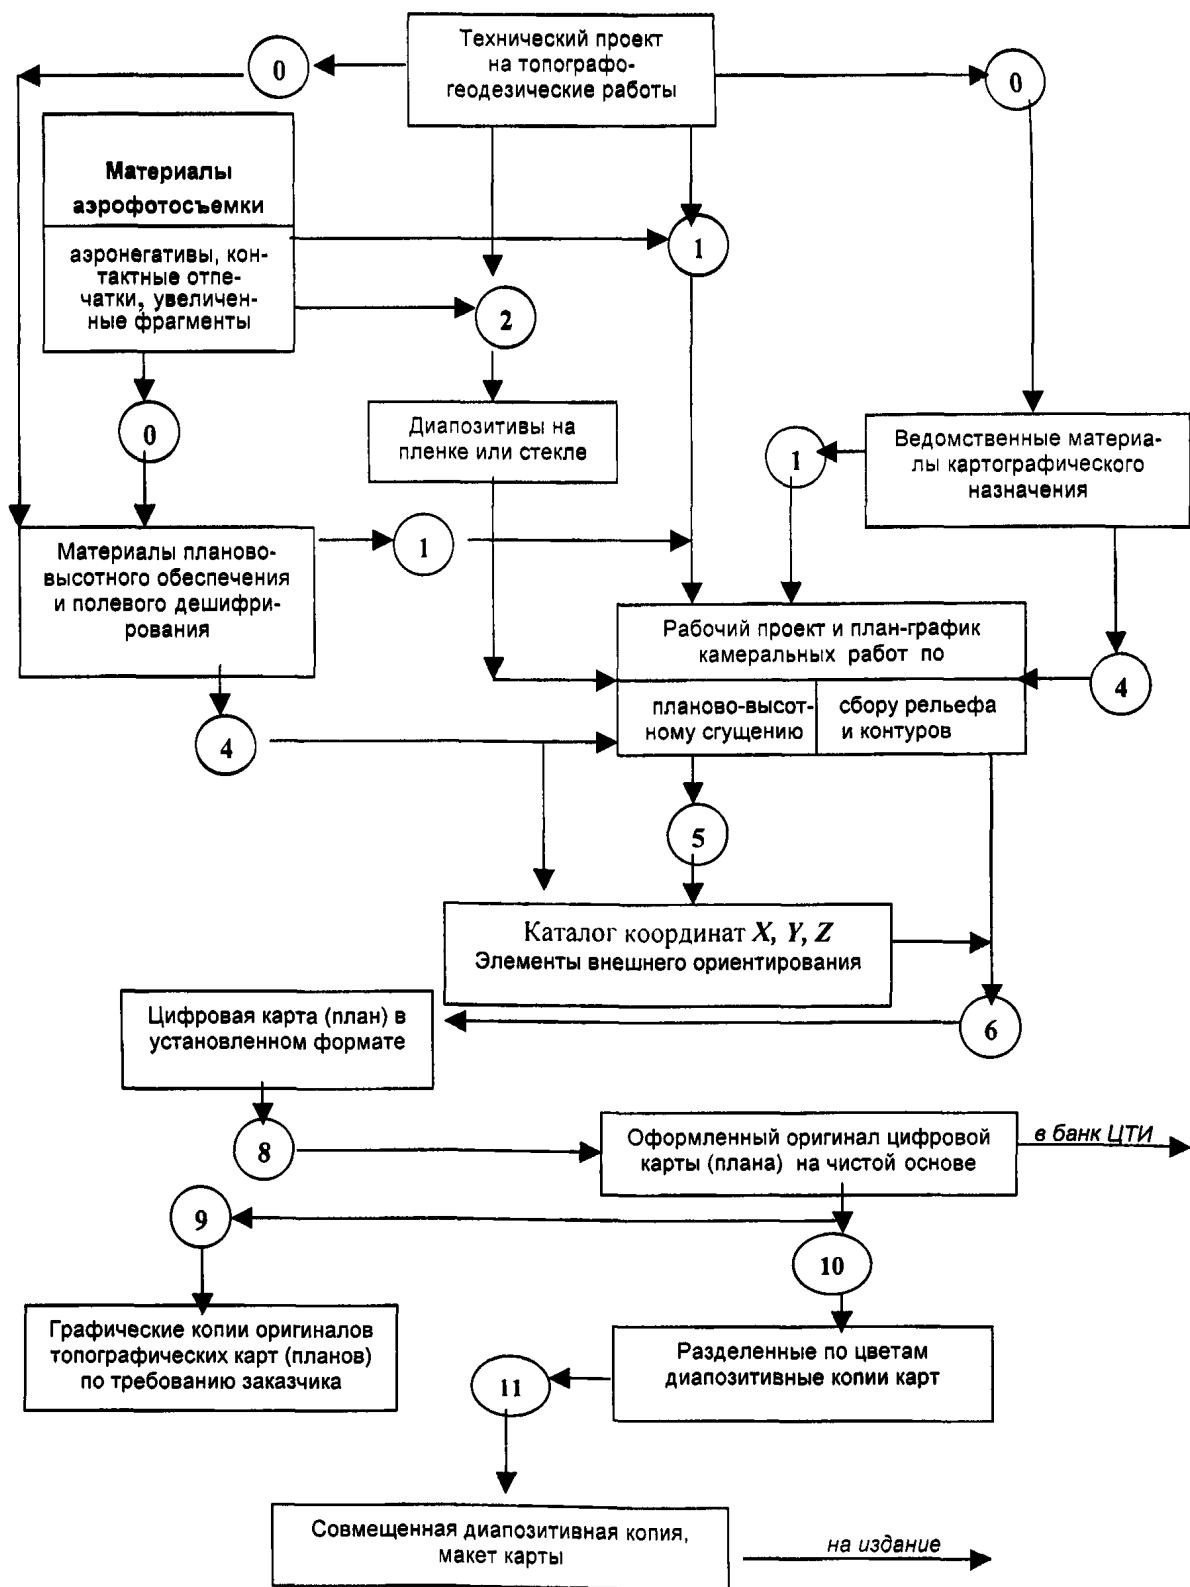 Технический проект
на топографо-
геодезические работы
0
0
Материалы
аэрофотосъемки
аэронегативы, кон-
тактные отпе-
чатки, увеличен-
ные фрагменты
1
2
0
Диапозитивы на
пленке или стекле
Ведомственные материа-
лы картографического
назначения
1
Материалы планово-
высотного обеспечения
и полевого дешифри-
рования
1
Рабочий проект и план-график
камеральных работ по
планово-высот-
ному сгущению
сбору рельефа
и контуров
4
4
5
Каталог координат X, Y, Z
Элементы внешнего ориентирования
Цифровая карта (план) в
установленном формате
6
8
Оформленный оригинал цифровой
карты (плана) на чистой основе
в банк ЦТИ
9
10
Графические копии оригиналов
топографических карт (планов)
по требованию заказчика
Разделенные по цветам
диапозитивные копии карт
11
Совмещенная диапозитивная копия,
макет карты
на издание